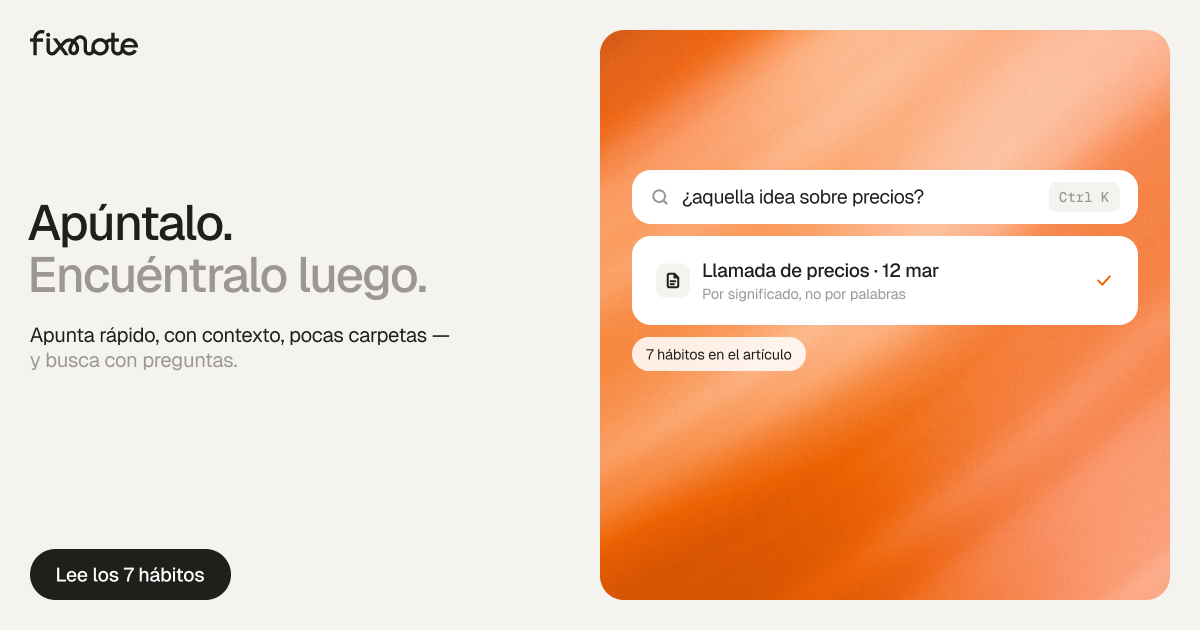 fixnote
Apúntalo.
Encuéntralo luego.
Apunta rápido, con contexto, pocas carpetas —
y busca con preguntas.
Lee los 7 hábitos
¿aquella idea sobre precios?
Ctrl K
Llamada de precios · 12 mar
Por significado, no por palabras
7 hábitos en el artículo